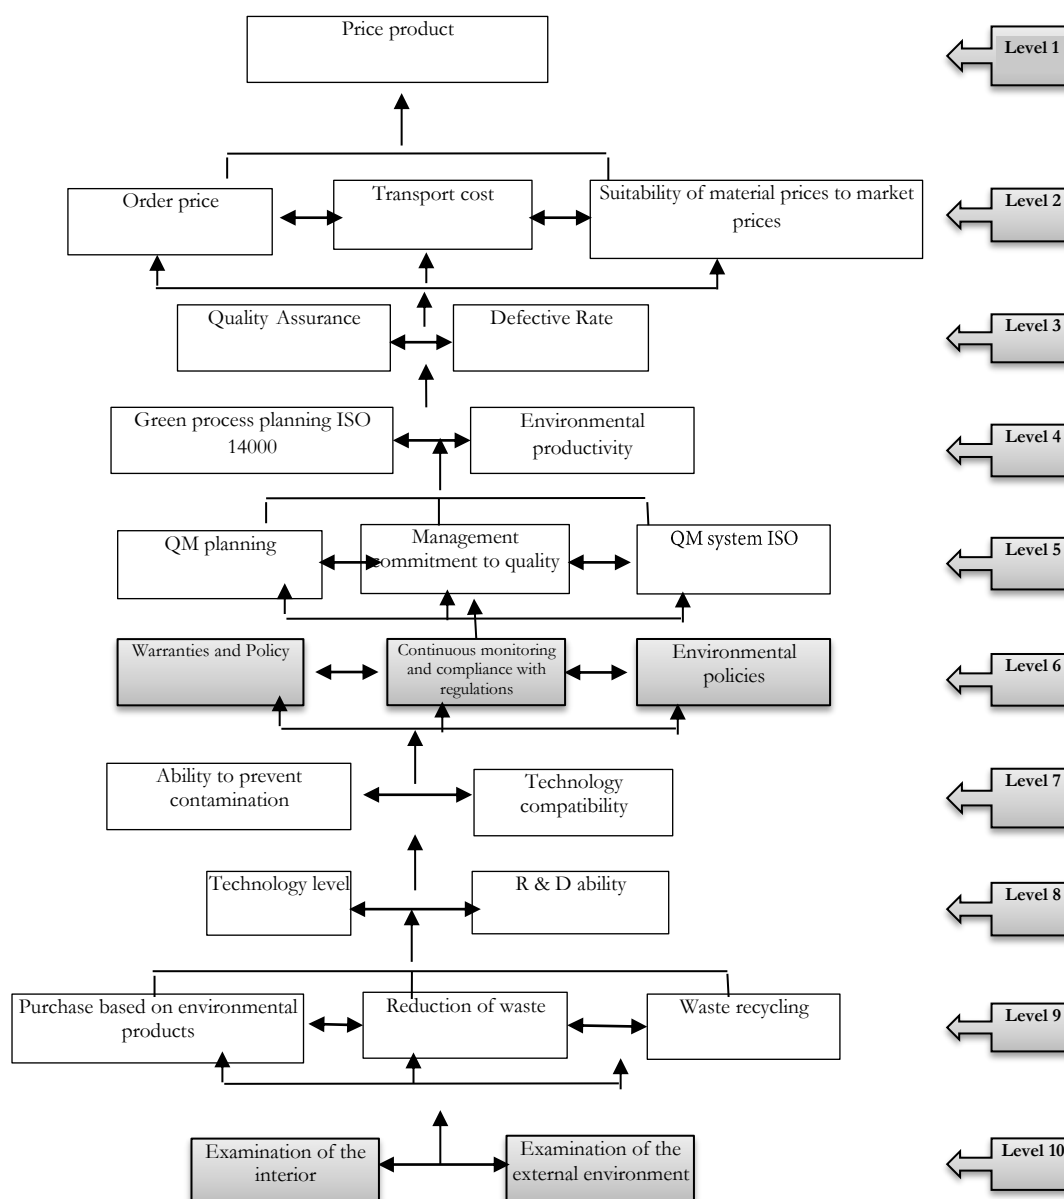 Price product
Level 1
Order price
Transport cost
Suitability of material prices to market
prices
Level 2
Quality Assurance
Defective Rate
Level 3
Green process planning ISO
14000
Environmental
productivity
Level 4
QM planning
Management
commitment to quality
QM system ISO
Level 5
Warranties and Policy
Continuous monitoring
and compliance with
regulations
Environmental
policies
Level 6
Ability to prevent
contamination
Technology
compatibility
Level 7
Technology level
R & D ability
Level 8
Purchase based on environmental
products
Reduction of waste
Waste recycling
Level 9
Examination of the
interior
Examination of the
external environment
Level 10